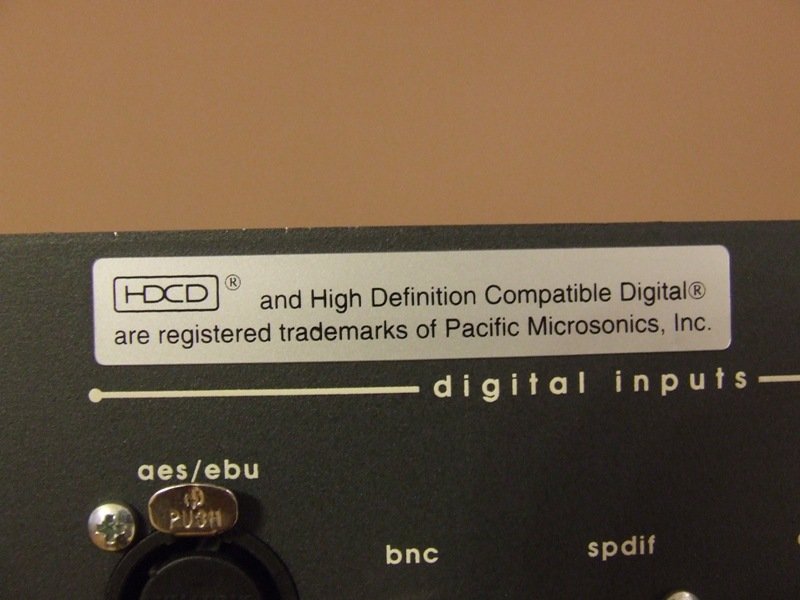 HDCD® and High Definition Compatible Digital®
are registered trademarks of Pacific Microsonics, Inc.
digital inputs
aes/ebu
PUSH
bnc
spdif